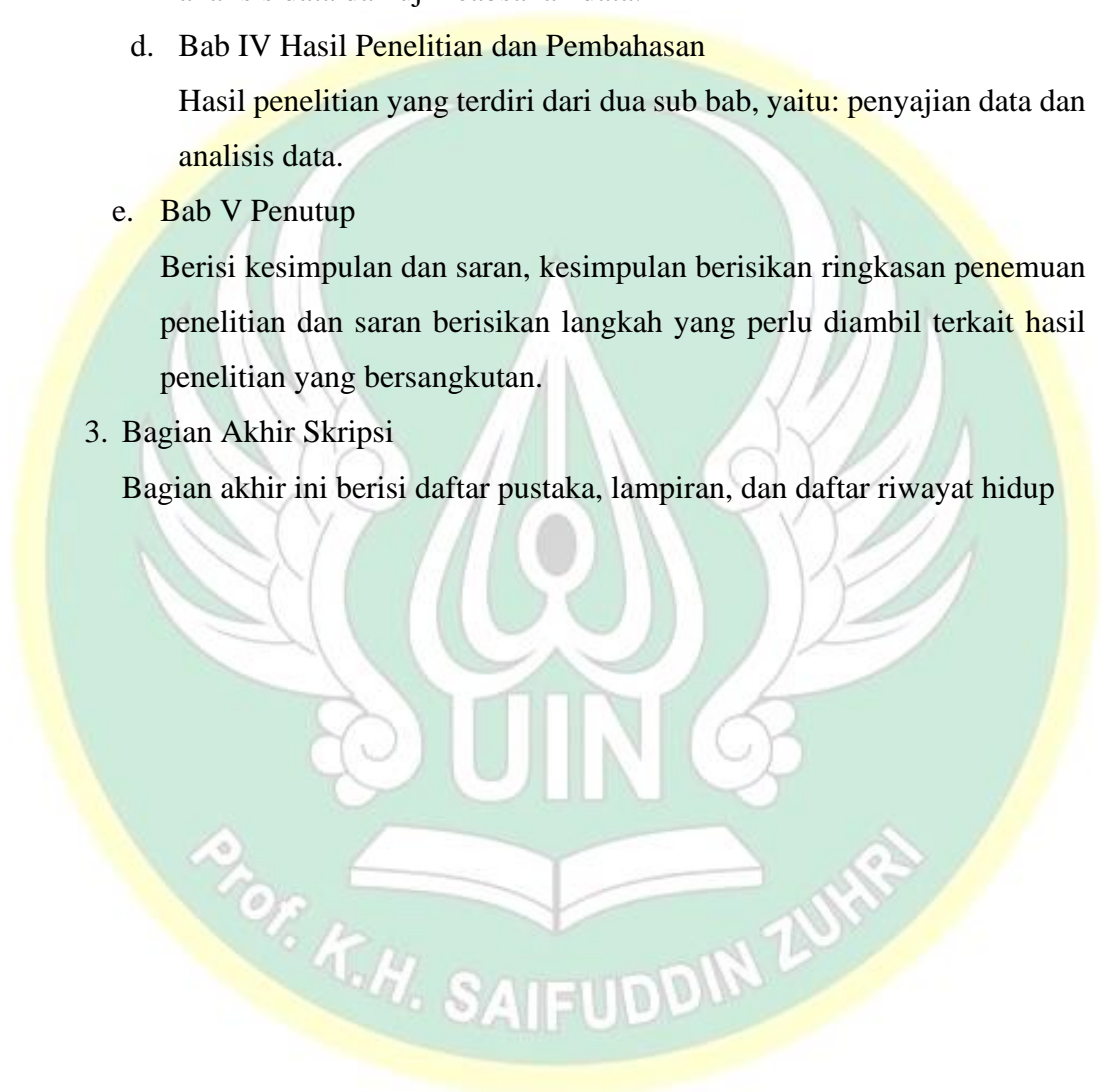 d. Bab IV Hasil Penelitian dan Pembahasan
Hasil penelitian yang terdiri dari dua sub bab, yaitu: penyajian data dan
analisis data.
e. Bab V Penutup
Berisi kesimpulan dan saran, kesimpulan berisikan ringkasan penemuan
penelitian dan saran berisikan langkah yang perlu diambil terkait hasil
penelitian yang bersangkutan.
3. Bagian Akhir Skripsi
Bagian akhir ini berisi daftar pustaka, lampiran, dan daftar riwayat hidup
UIN
Prof. K.H. SAIFUDDIN ZUHRI